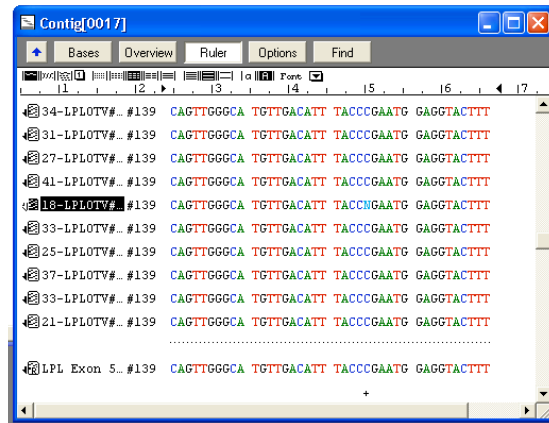 Contig[0017]
Bases Overview Ruler Options Find
Font
1 2 3 4 5 6 7
34-LPLOTV#… #139 CAGTTGGGCA TGTTGACATT TACCCGAATG GAGGTACTTT
31-LPLOTV#… #139 CAGTTGGGCA TGTTGACATT TACCCGAATG GAGGTACTTT
27-LPLOTV#… #139 CAGTTGGGCA TGTTGACATT TACCCGAATG GAGGTACTTT
41-LPLOTV#… #139 CAGTTGGGCA TGTTGACATT TACCCGAATG GAGGTACTTT
18-LPLOTV#… #139 CAGTTGGGCA TGTTGACATT TACCNGAATG GAGGTACTTT
33-LPLOTV#… #139 CAGTTGGGCA TGTTGACATT TACCCGAATG GAGGTACTTT
25-LPLOTV#… #139 CAGTTGGGCA TGTTGACATT TACCCGAATG GAGGTACTTT
37-LPLOTV#… #139 CAGTTGGGCA TGTTGACATT TACCCGAATG GAGGTACTTT
33-LPLOTV#… #139 CAGTTGGGCA TGTTGACATT TACCCGAATG GAGGTACTTT
21-LPLOTV#… #139 CAGTTGGGCA TGTTGACATT TACCCGAATG GAGGTACTTT
LPL Exon 5… #139 CAGTTGGGCA TGTTGACATT TACCCGAATG GAGGTACTTT
+